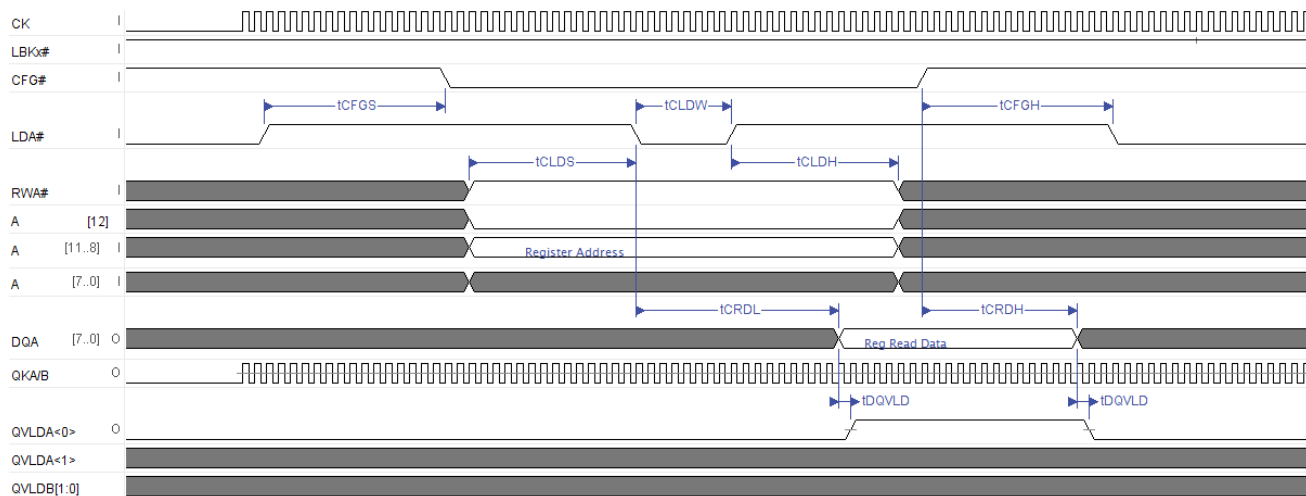 CK I
LBKx# I
CFG# I
tCFGS tCLDW tCFGH
LDA# I
tCLDS tCLDH
RWA# I
A [12]
A [11..8] I
Register Address
A [7..0] I
tCRDL tCRDH
DQA [7..0] O
Reg Read Data
QKA/B O
tDQVLD tDQVLD
QVLDA<0> O
QVLDA<1>
QVLDB[1:0]